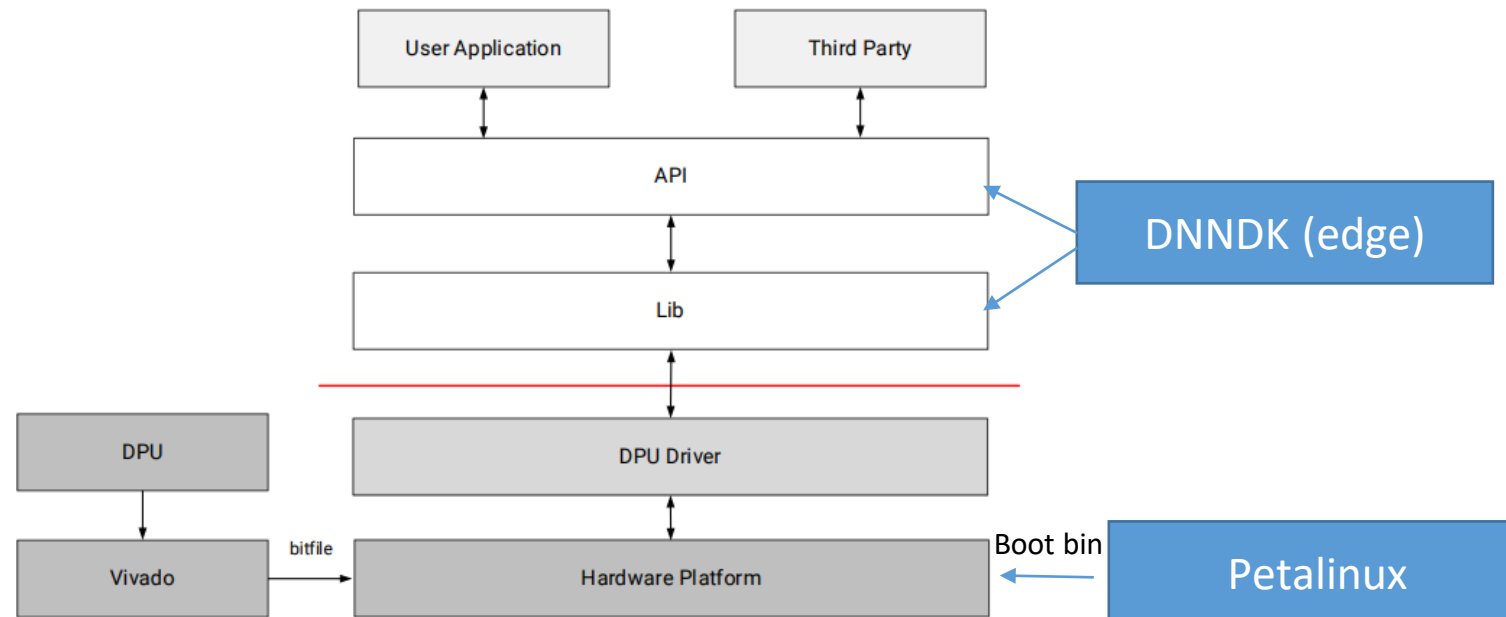 User Application
Third Party
API
DNNDK (edge)
Lib
DPU
DPU Driver
Vivado
bitfile
Hardware Platform
Boot bin
Petalinux